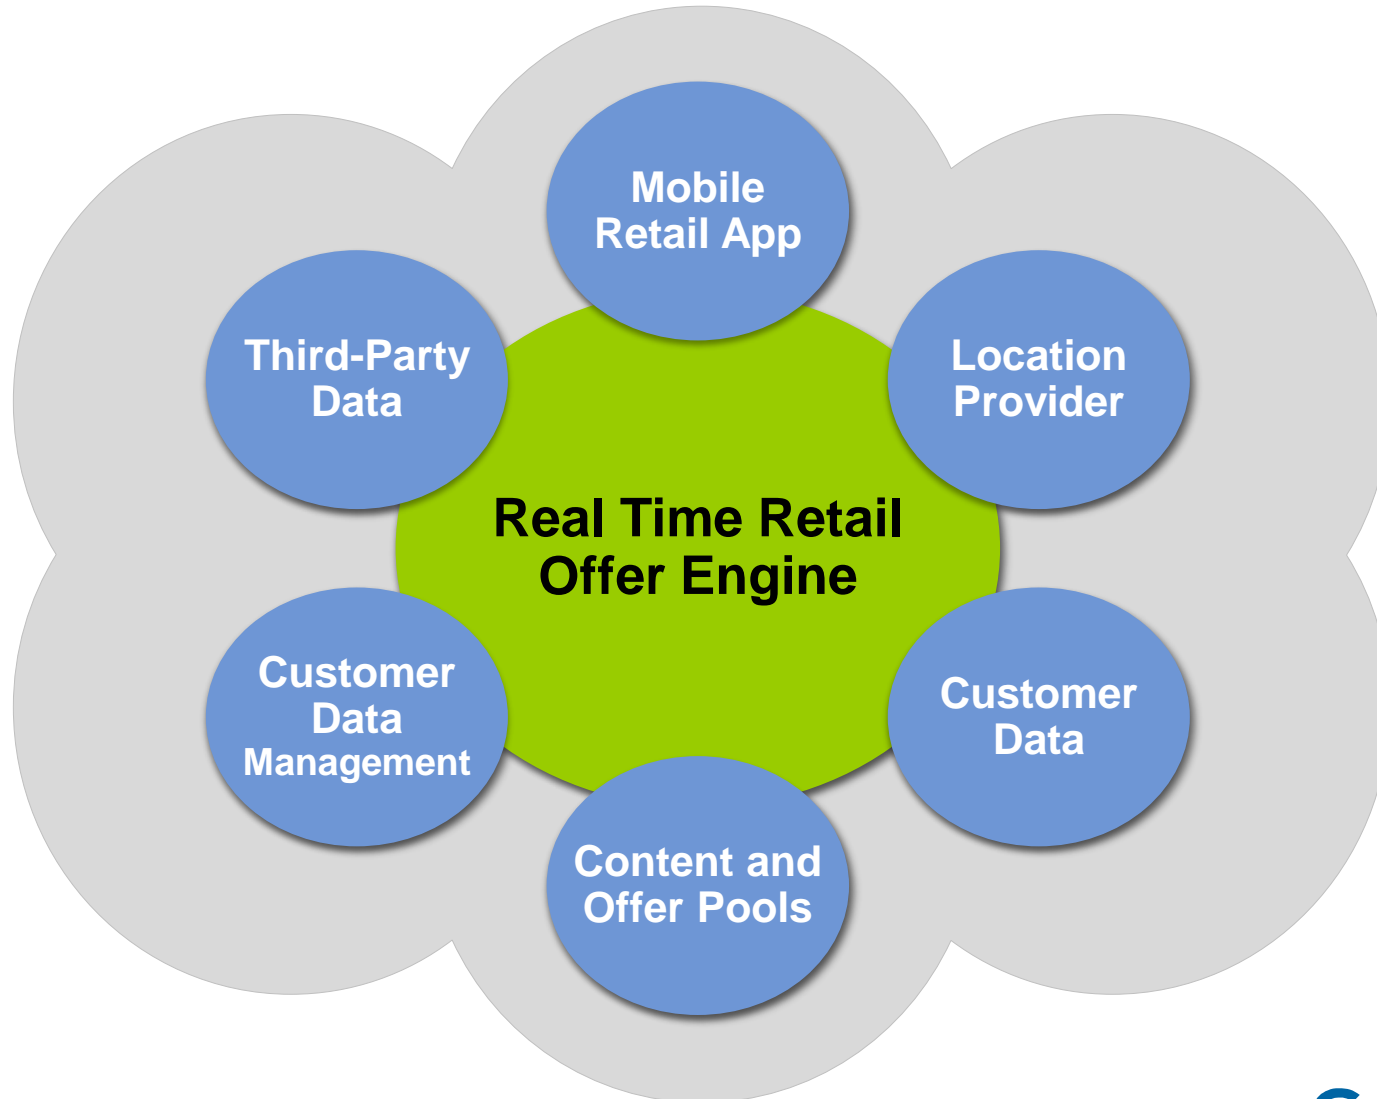 Mobile
Retail App
Third-Party
Data
Location
Provider
Real Time Retail
Offer Engine
Customer
Data
Management
Customer
Data
Content and
Offer Pools